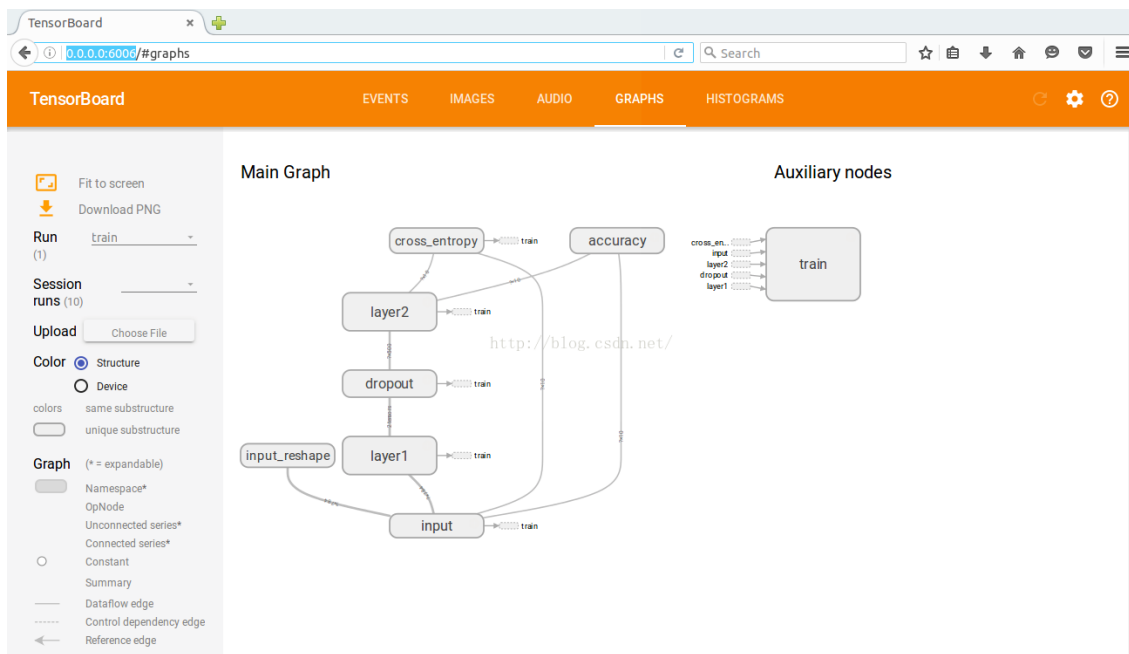 TensorBoard
0.0.0.0:6006/#graphs
Search
TensorBoard
EVENTS IMAGES AUDIO GRAPHS HISTOGRAMS
Fit to screen
Download PNG
Run train
(1)
Session
runs (10)
Upload Choose File
Color Structure
Device
colors same substructure
unique substructure
Graph (* = expandable)
Namespace*
OpNode
Unconnected series*
Connected series*
Constant
Summary
Dataflow edge
Control dependency edge
Reference edge
Main Graph
cross_entropy train
accuracy
layer2 train
http://blog.csdn.net/
dropout train
input_reshape
layer1 train
input train
Auxiliary nodes
cross_en...
input
layer2
dropout
layer1
train